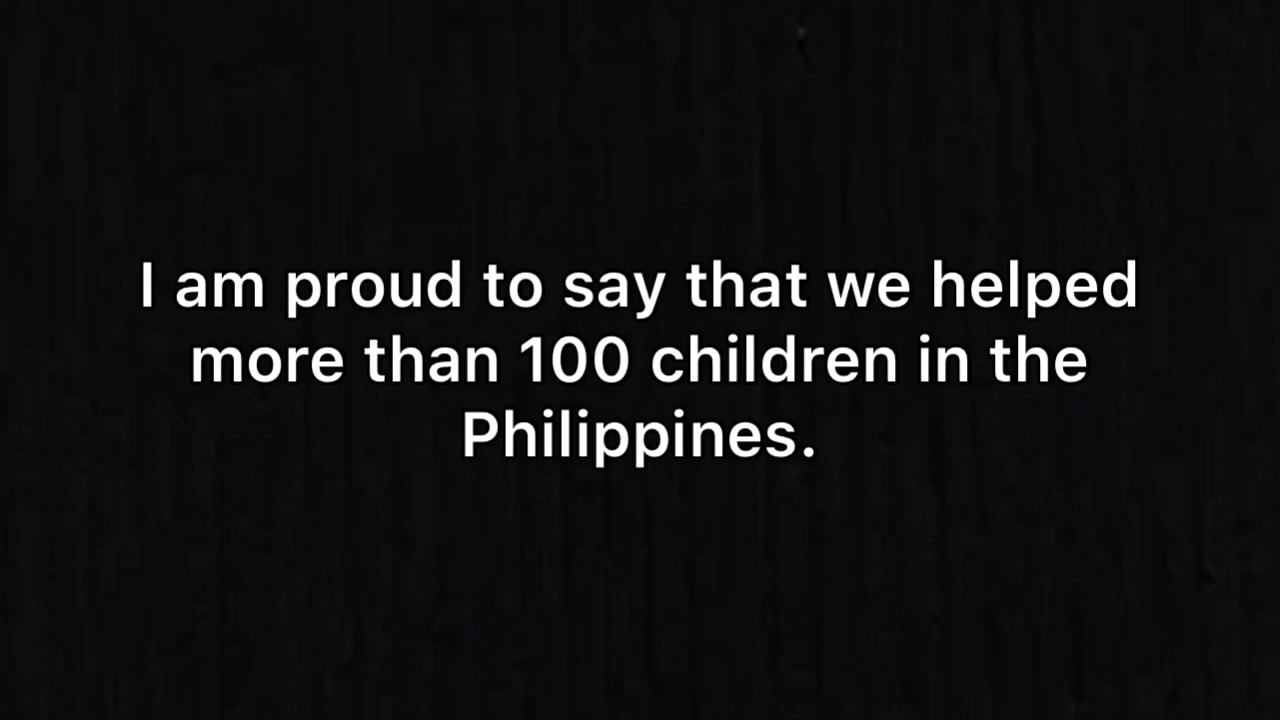 I am proud to say that we helped
more than 100 children in the
Philippines.